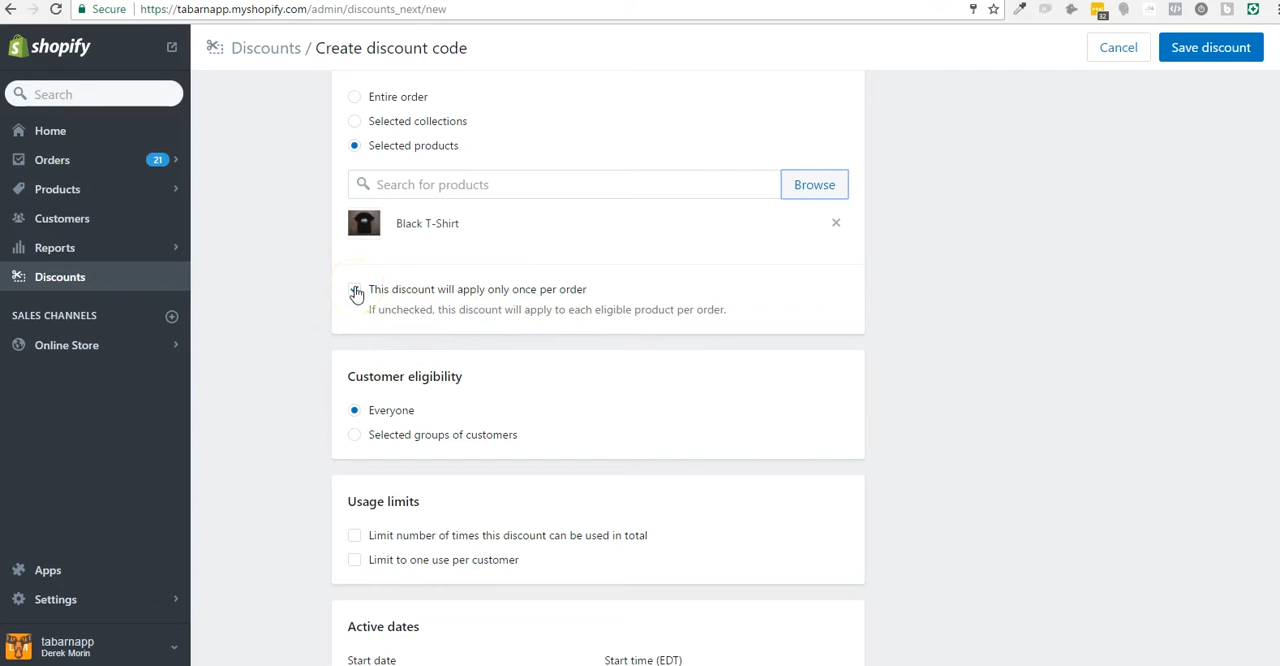 Secure https://tabarnapp.myshopify.com/admin/discounts_next/new
32
shopify
Discounts / Create discount code
Cancel
Save discount
Search
Home
Orders 21
Products
Customers
Reports
Discounts
SALES CHANNELS
Online Store
Apps
Settings
tabarnapp
Derek Morin
Entire order
Selected collections
Selected products
Search for products
Browse
Black T-Shirt
This discount will apply only once per order
If unchecked, this discount will apply to each eligible product per order.
Customer eligibility
Everyone
Selected groups of customers
Usage limits
Limit number of times this discount can be used in total
Limit to one use per customer
Active dates
Start date
Start time (EDT)